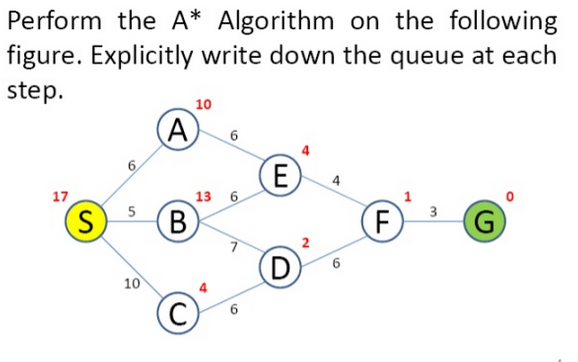 Perform the A* Algorithm on the following
figure. Explicitly write down the queue at each
step.
10
A
6
4
6
E
4
17
13
6
1
0
S
5
B
F
3
G
7
2
D
6
10
4
C
6